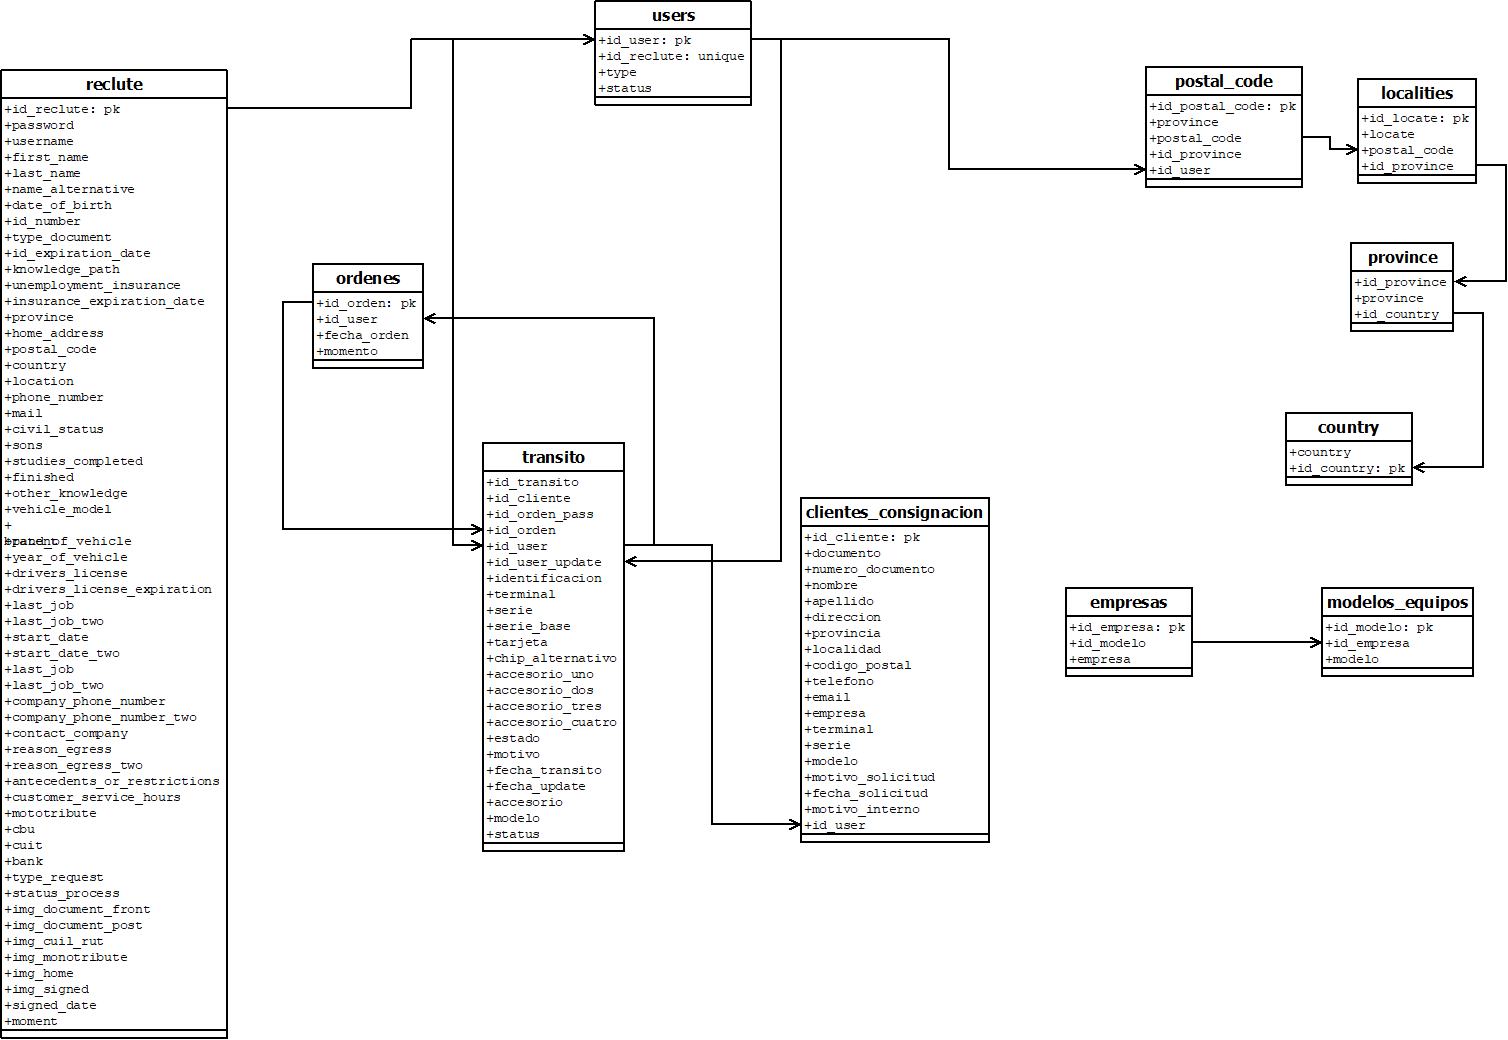 users
+id_user: pk
+id_reclute: unique
+type
+status
reclute
+id_reclute: pk
+password
+username
+first_name
+last_name
+name_alternative
+date_of_birth
+id_number
+type_document
+id_expiration_date
+knowledge_path
+unemployment_insurance
+insurance_expiration_date
+province
+home_address
+postal_code
+country
+location
+phone_number
+mail
+civil_status
+sons
+studies_completed
+finished
+other_knowledge
+vehicle_model
+
brand_of_vehicle
+patent
+year_of_vehicle
+drivers_license
+drivers_license_expiration
+last_job
+last_job_two
+start_date
+start_date_two
+last_job
+last_job_two
+company_phone_number
+company_phone_number_two
+contact_company
+reason_egress
+reason_egress_two
+antecedents_or_restrictions
+customer_service_hours
+mototribute
+cbu
+cuit
+bank
+type_request
+status_process
+img_document_front
+img_document_post
+img_cuil_rut
+img_monotribute
+img_home
+img_signed
+signed_date
+moment
ordenes
+id_orden: pk
+id_user
+fecha_orden
+momento
transito
+id_transito
+id_cliente
+id_orden_pass
+id_orden
+id_user
+id_user_update
+identificacion
+terminal
+serie
+serie_base
+tarjeta
+chip_alternativo
+accesorio_uno
+accesorio_dos
+accesorio_tres
+accesorio_cuatro
+estado
+motivo
+fecha_transito
+fecha_update
+accesorio
+modelo
+status
clientes_consignacion
+id_cliente: pk
+documento
+numero_documento
+nombre
+apellido
+direccion
+provincia
+localidad
+codigo_postal
+telefono
+email
+empresa
+terminal
+serie
+modelo
+motivo_solicitud
+fecha_solicitud
+motivo_interno
+id_user
postal_code
+id_postal_code: pk
+province
+postal_code
+id_province
+id_user
localities
+id_locate: pk
+locate
+postal_code
+id_province
province
+id_province
+province
+id_country
country
+country
+id_country: pk
empresas
+id_empresa: pk
+id_modelo
+empresa
modelos_equipos
+id_modelo: pk
+id_empresa
+modelo